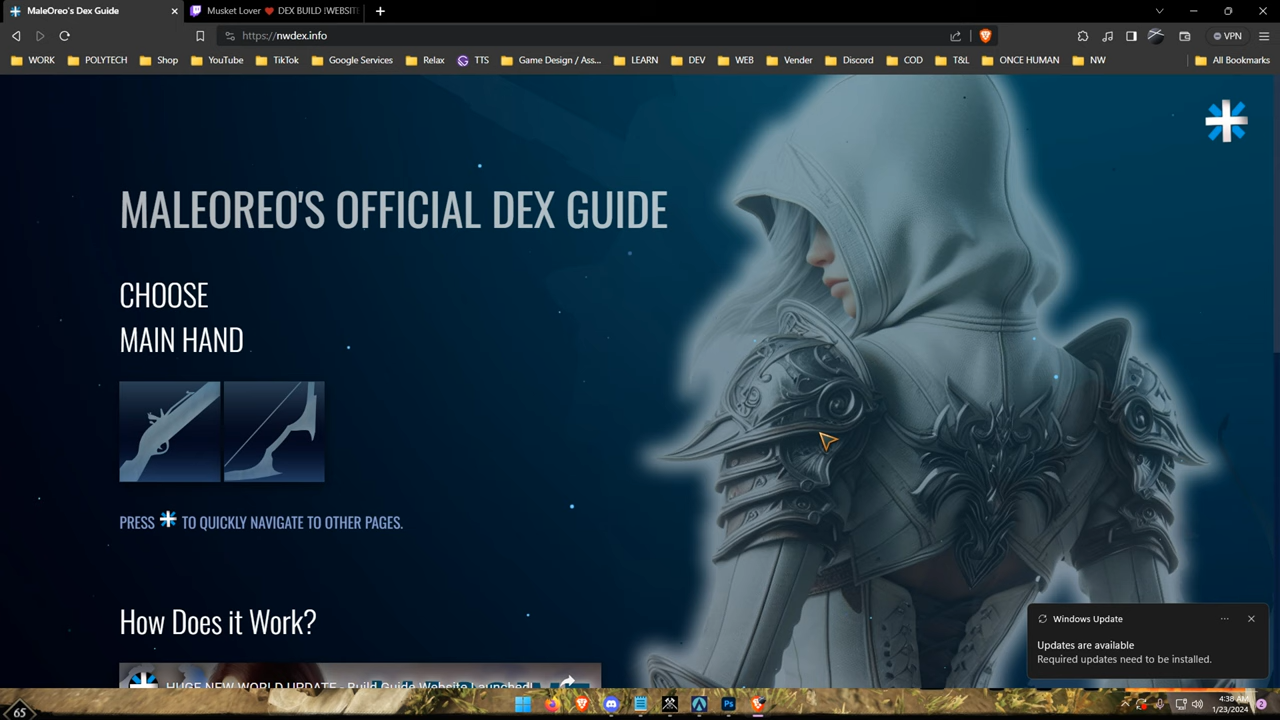 MaleOreo's Dex Guide
Musket Lover ❤ DEX BUILD !WEBSIT
https://nwdex.info
VPN
WORK
POLYTECH
Shop
YouTube
TikTok
Google Services
Relax
TTS
Game Design / Ass...
LEARN
DEV
WEB
Vender
Discord
COD
T&L
ONCE HUMAN
NW
All Bookmarks
MALEOREO'S OFFICIAL DEX GUIDE
CHOOSE
MAIN HAND
PRESS TO QUICKLY NAVIGATE TO OTHER PAGES.
How Does it Work?
HUGE NEW WORLD UPDATE - Build Guide Website Launched!
Windows Update
Updates are available
Required updates need to be installed.
65
4:38 AM
1/23/2024
2